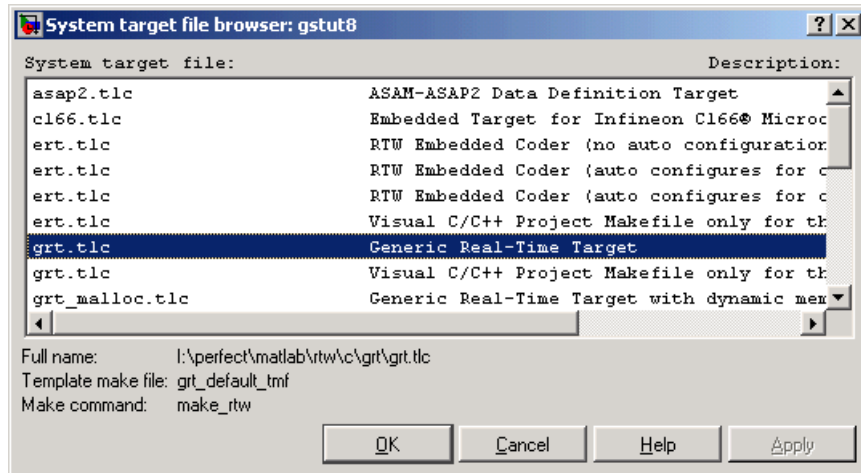 System target file browser: gstut8
System target file: Description:
asap2.tlc ASAM-ASAP2 Data Definition Target
c166.tlc Embedded Target for Infineon C166® Microc
ert.tlc RTW Embedded Coder (no auto configuration
ert.tlc RTW Embedded Coder (auto configures for
ert.tlc RTW Embedded Coder (auto configures for
ert.tlc Visual C/C++ Project Makefile only for th
grt.tlc Generic Real-Time Target
grt.tlc Visual C/C++ Project Makefile only for th
grt_malloc.tlc Generic Real-Time Target with dynamic mem
Full name: I:\perfect\matlab\rtw\c\grt\grt.tlc
Template make file: grt_default_tmf
Make command: make_rtw
OK Cancel Help Apply